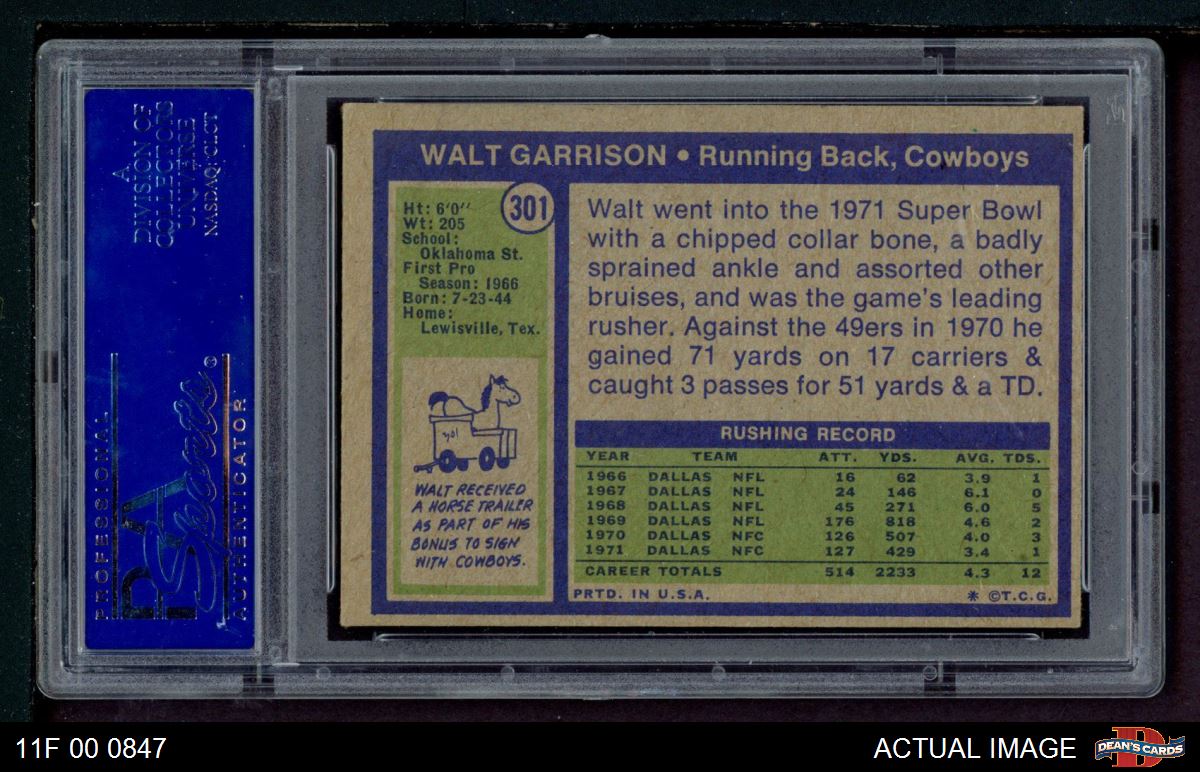 A
DIVISION OF
COLLECTORS
UNIVERSE
NASDAQ: CLCT
PROFESSIONAL
PSA
Sports ®
AUTHENTICATOR
WALT GARRISON • Running Back, Cowboys
301
Ht: 6'0''
Wt: 205
School:
Oklahoma St.
First Pro
Season: 1966
Born: 7-23-44
Home:
Lewisville, Tex.
YO!
WALT RECEIVED
A HORSE TRAILER
AS PART OF HIS
BONUS TO SIGN
WITH COWBOYS.
Walt went into the 1971 Super Bowl
with a chipped collar bone, a badly
sprained ankle and assorted other
bruises, and was the game's leading
rusher. Against the 49ers in 1970 he
gained 71 yards on 17 carriers &
caught 3 passes for 51 yards & a TD.
RUSHING RECORD
YEAR TEAM ATT. YDS. AVG. TDS.
1966 DALLAS NFL 16 62 3.9 1
1967 DALLAS NFL 24 146 6.1 0
1968 DALLAS NFL 45 271 6.0 5
1969 DALLAS NFL 176 818 4.6 2
1970 DALLAS NFC 126 507 4.0 3
1971 DALLAS NFC 127 429 3.4 1
CAREER TOTALS 514 2233 4.3 12
PRTD. IN U.S.A. * ©T.C.G.
11F 00 0847
ACTUAL IMAGE
D
DEAN'S CARDS